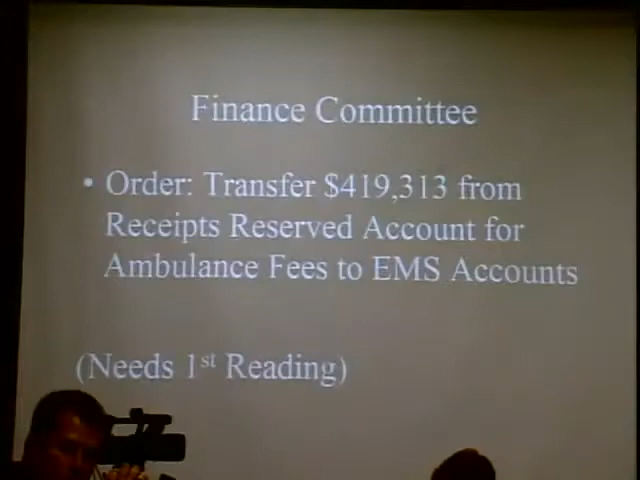 Finance Committee
• Order: Transfer $419,313 from
Receipts Reserved Account for
Ambulance Fees to EMS Accounts
(Needs 1st Reading)